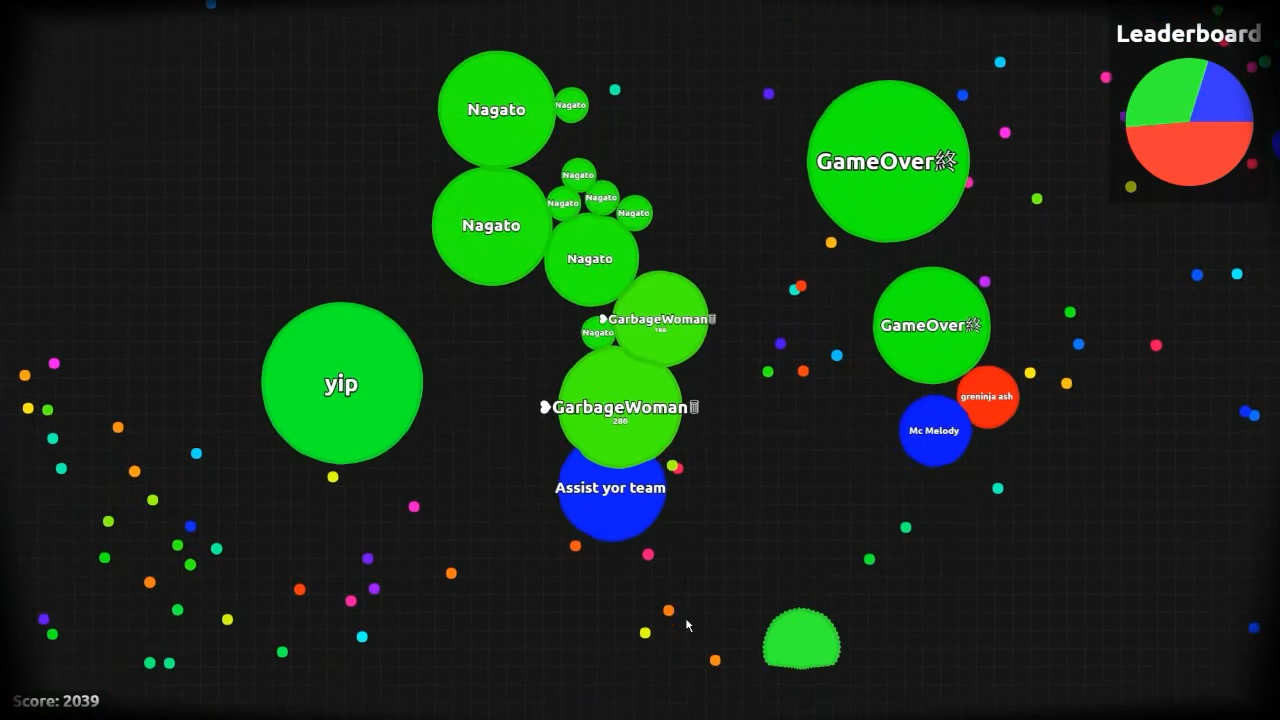 Leaderboard
Nagato
Nagato
GameOver終
Nagato
Nagato
Nagato
Nagato
Nagato
Nagato
❥GarbageWoman🗑
166
GameOver終
Nagato
yip
greninja ash
❥GarbageWoman🗑
280
Mc Melody
Assist yor team
Score: 2039